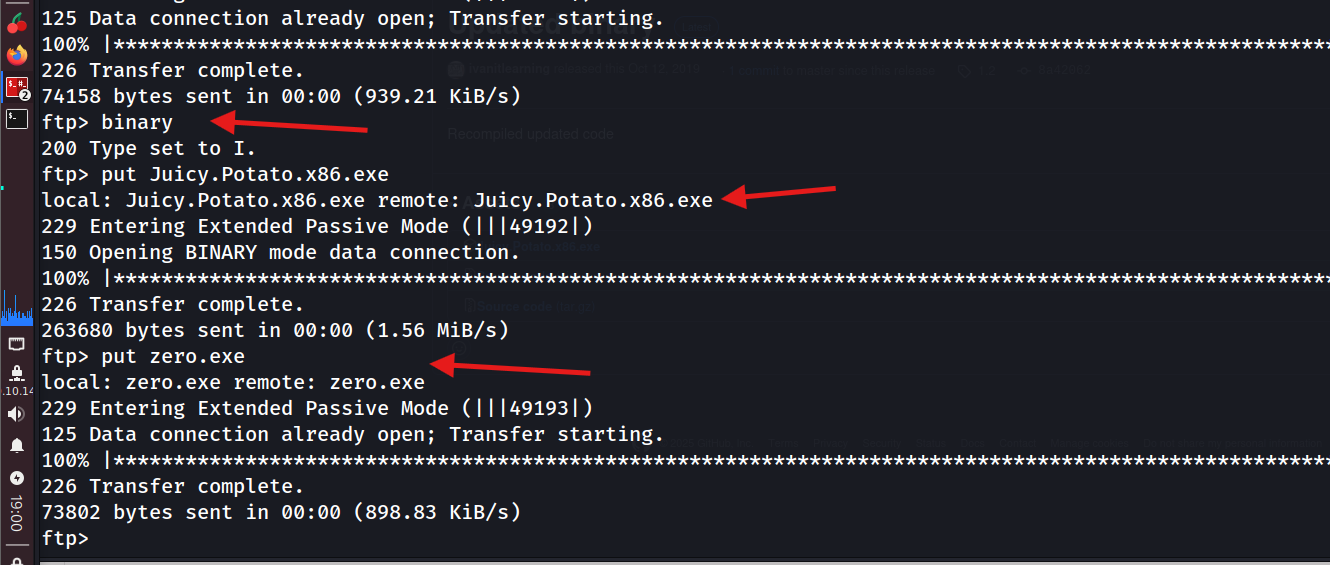 125 Data connection already open; Transfer starting.
100% |*****************************************************************************************************
226 Transfer complete.
74158 bytes sent in 00:00 (939.21 KiB/s)
ftp> binary
200 Type set to I.
ftp> put Juicy.Potato.x86.exe
local: Juicy.Potato.x86.exe remote: Juicy.Potato.x86.exe
229 Entering Extended Passive Mode (|||49192|)
150 Opening BINARY mode data connection.
100% |*****************************************************************************************************
226 Transfer complete.
263680 bytes sent in 00:00 (1.56 MiB/s)
ftp> put zero.exe
local: zero.exe remote: zero.exe
229 Entering Extended Passive Mode (|||49193|)
125 Data connection already open; Transfer starting.
100% |*****************************************************************************************************
226 Transfer complete.
73802 bytes sent in 00:00 (898.83 KiB/s)
ftp>
Recompiled updated code
Source code
2
.10.14
19:00